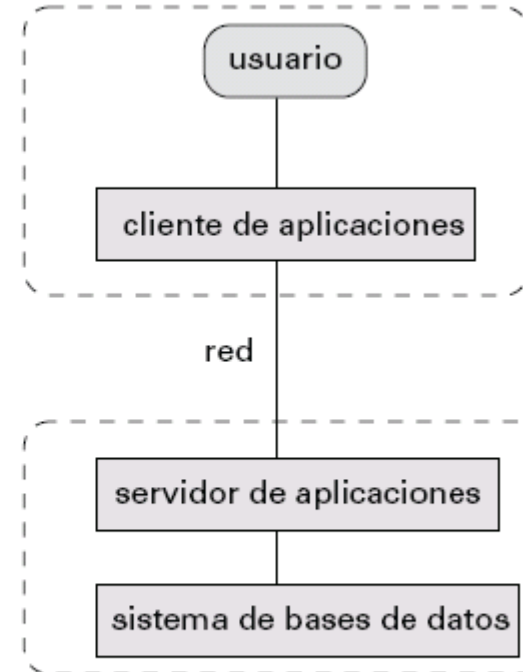 usuario
cliente de aplicaciones
red
servidor de aplicaciones
sistema de bases de datos